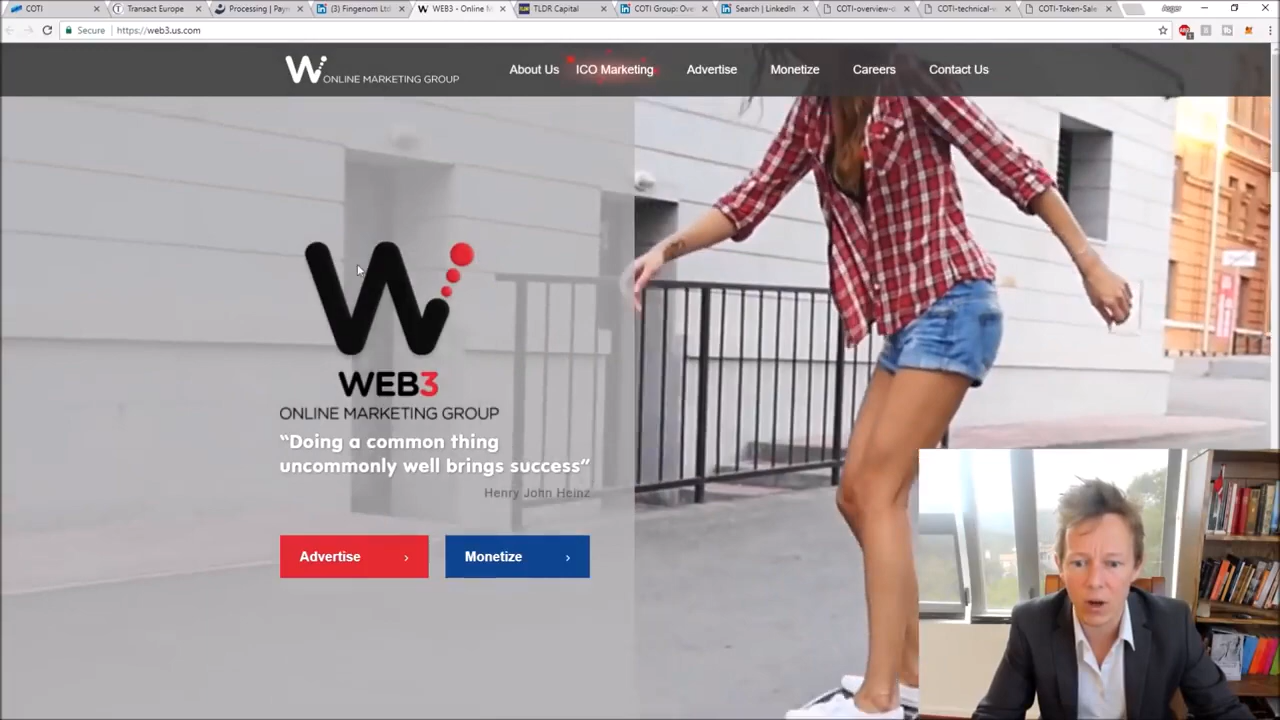 COTI
Transact Europe
Processing | Payn
(3) Fingenom Ltd
WEB3 - Online M
TLDR Capital
COTI Group: Ove
Search | LinkedIn
COTI-overview-d
COTI-technical-v
COTI-Token-Sale
Asger
Secure
https://web3.us.com
ONLINE MARKETING GROUP
About Us
ICO Marketing
Advertise
Monetize
Careers
Contact Us
WEB3
ONLINE MARKETING GROUP
“Doing a common thing
uncommonly well brings success”
Henry John Heinz
Advertise
Monetize